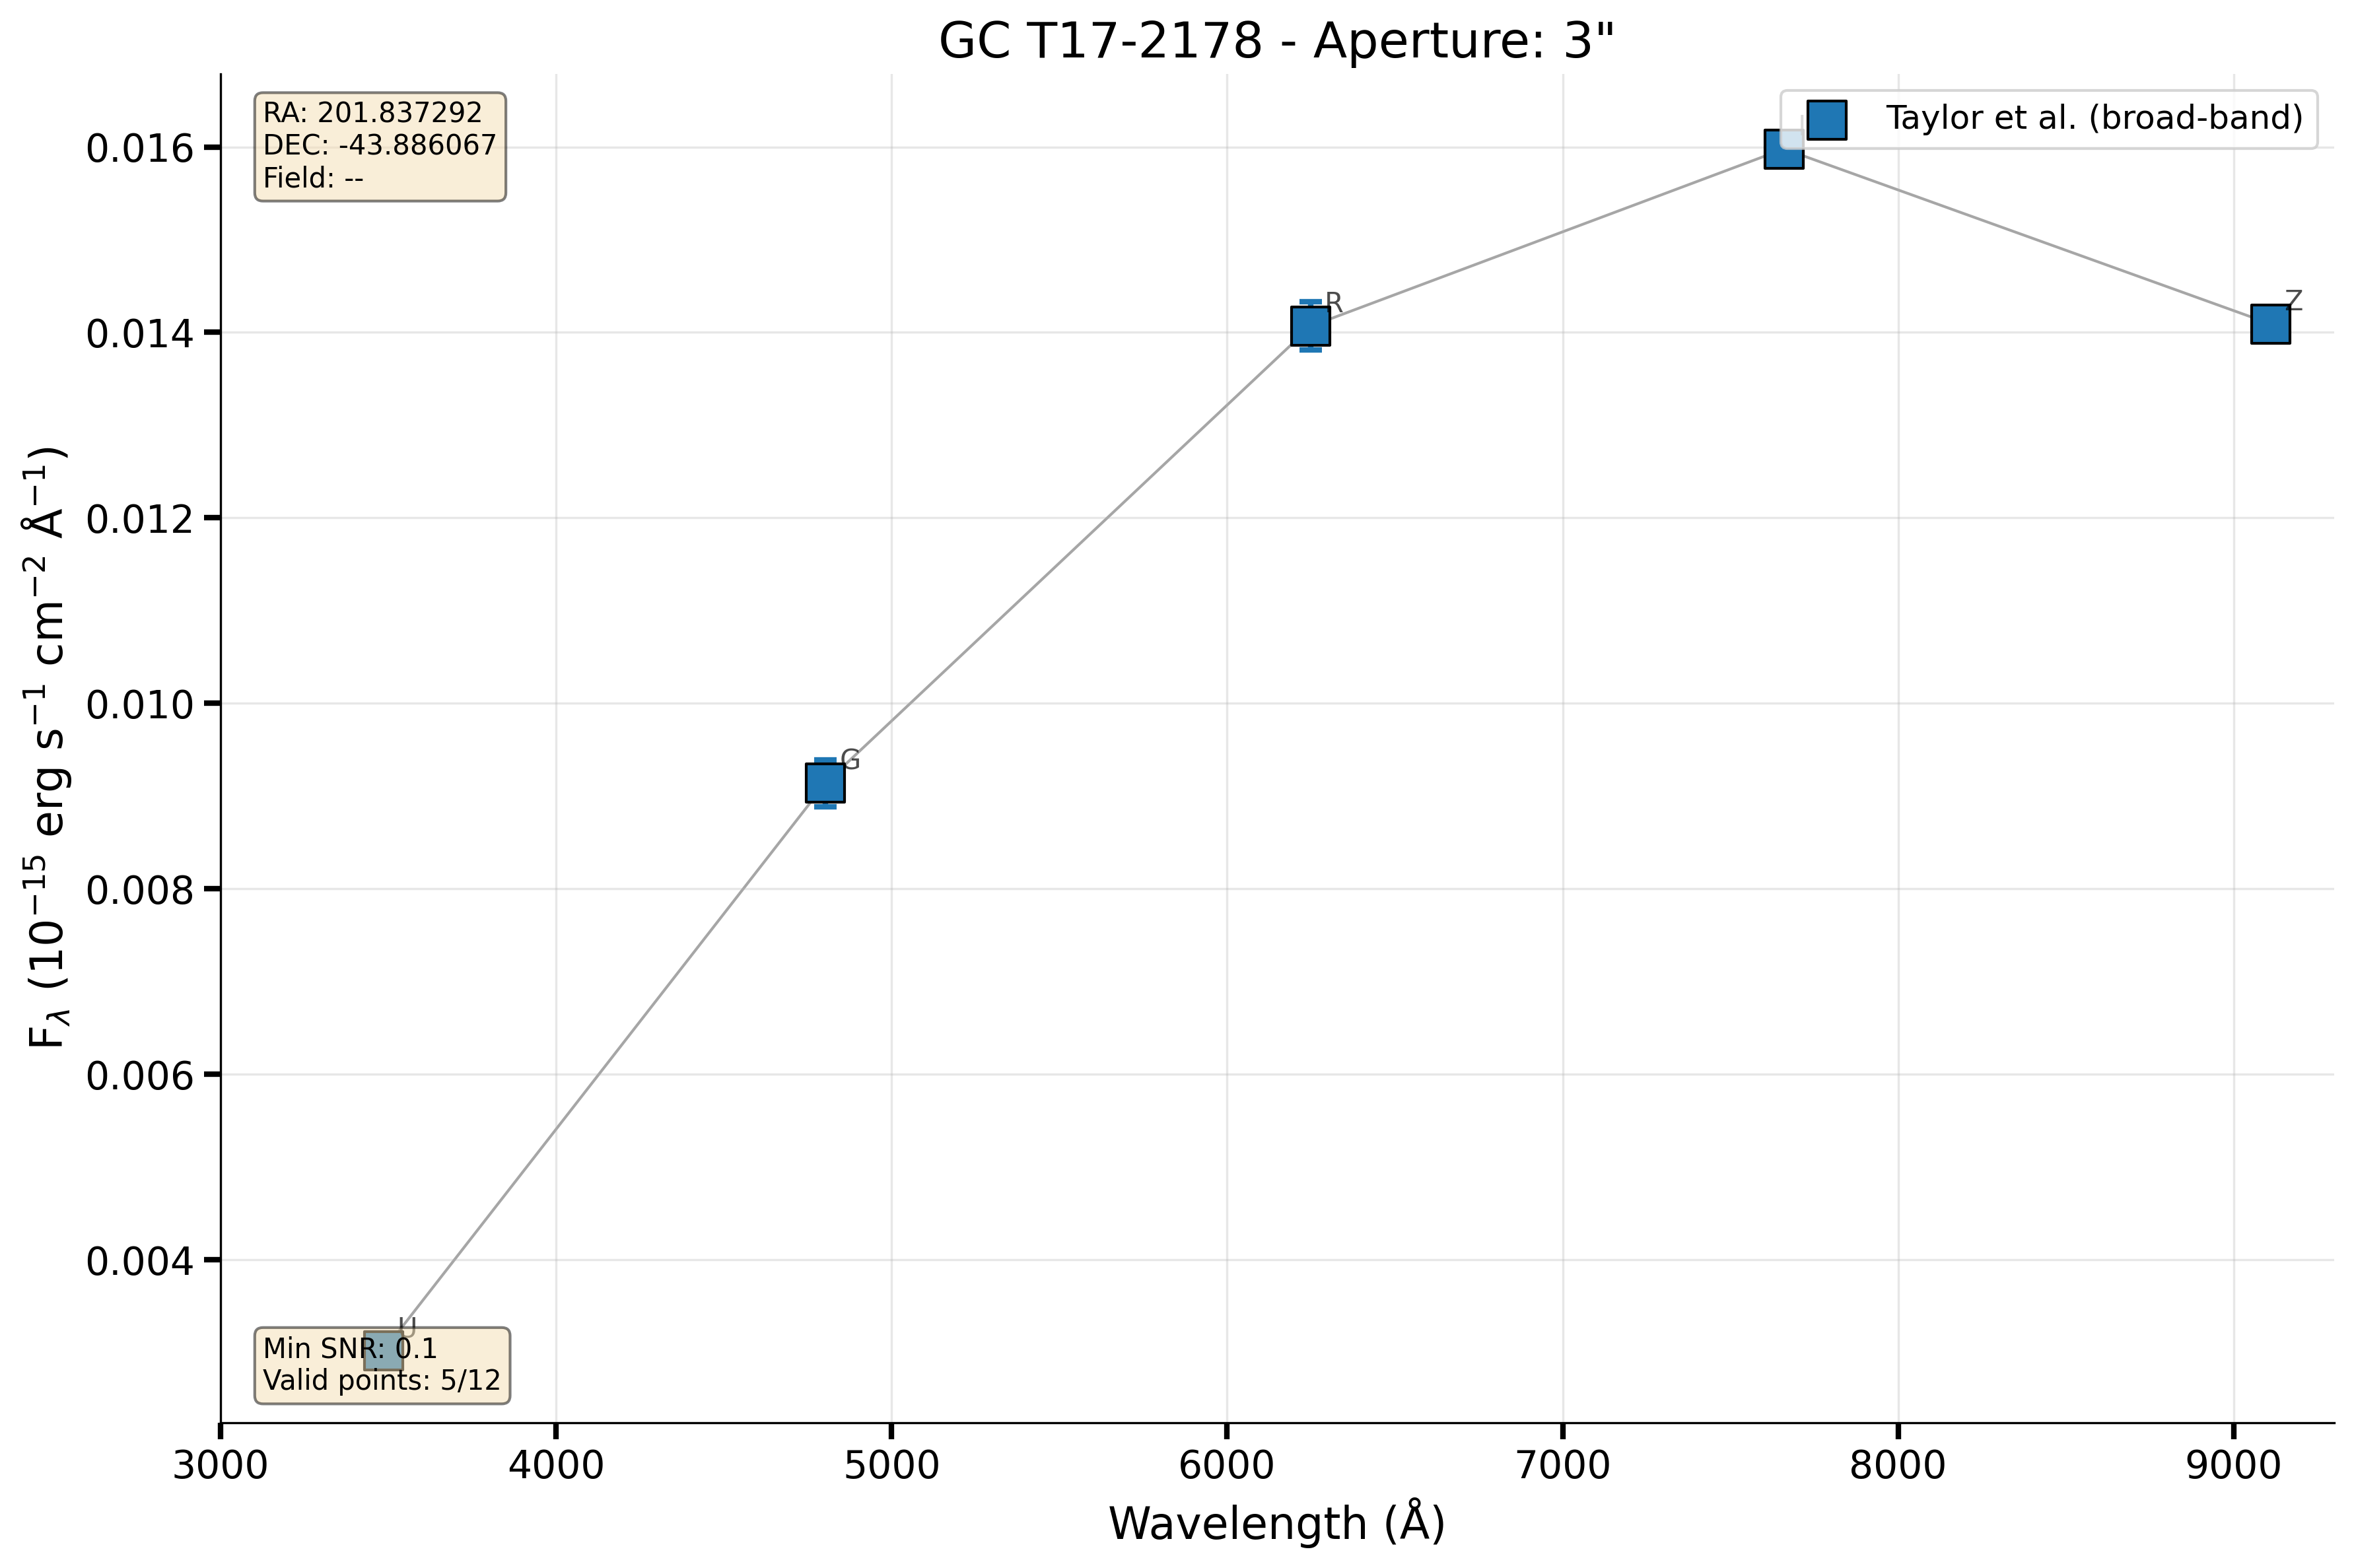 GC T17-2178 - Aperture: 3"
RA: 201.837292
DEC: -43.886067
Field: --
Taylor et al. (broad-band)
0.016
0.014
0.012
0.010
0.008
0.006
0.004
F$_λ$ (10⁻¹⁵ erg s⁻¹ cm⁻² Å⁻¹)
U
G
R
I
Z
Min SNR: 0.1
Valid points: 5/12
3000 4000 5000 6000 7000 8000 9000
Wavelength (Å)